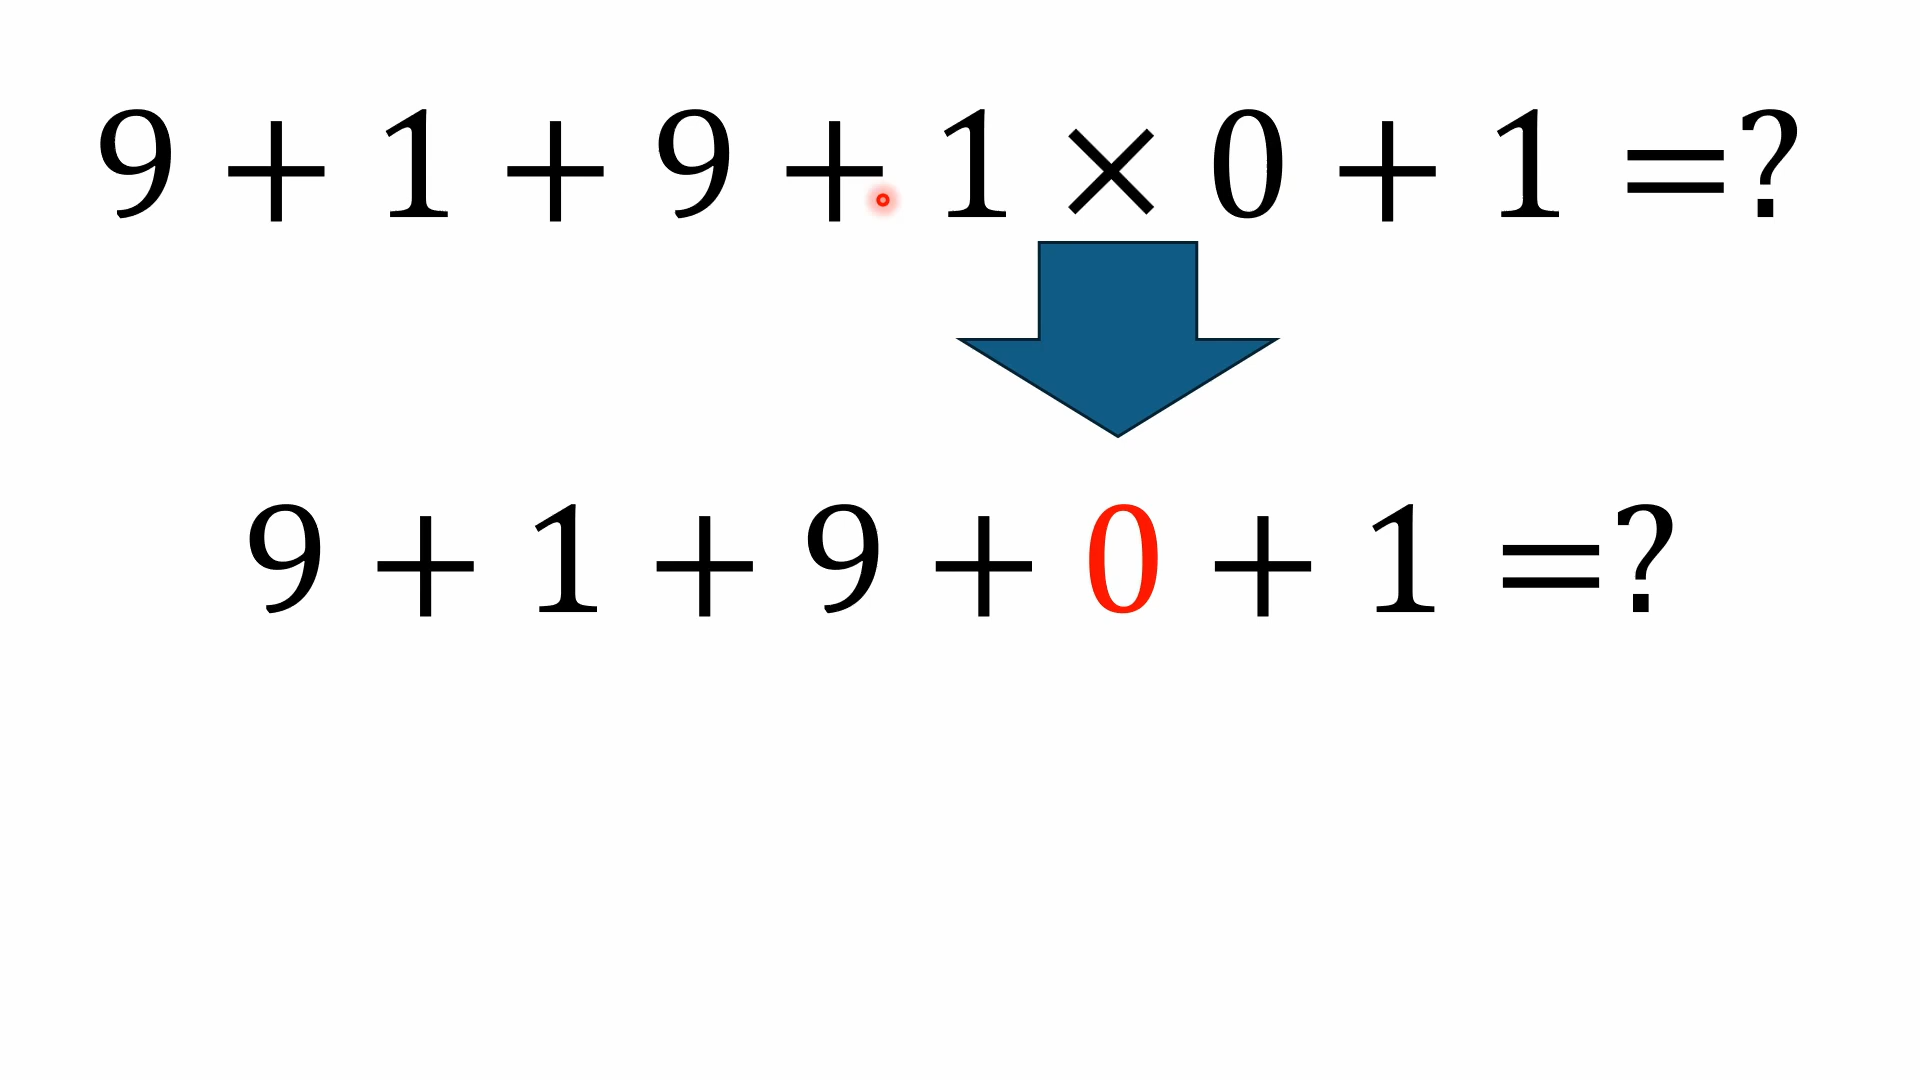 9 + 1 + 9 + 1 × 0 + 1 =?
9 + 1 + 9 + 0 + 1 =?